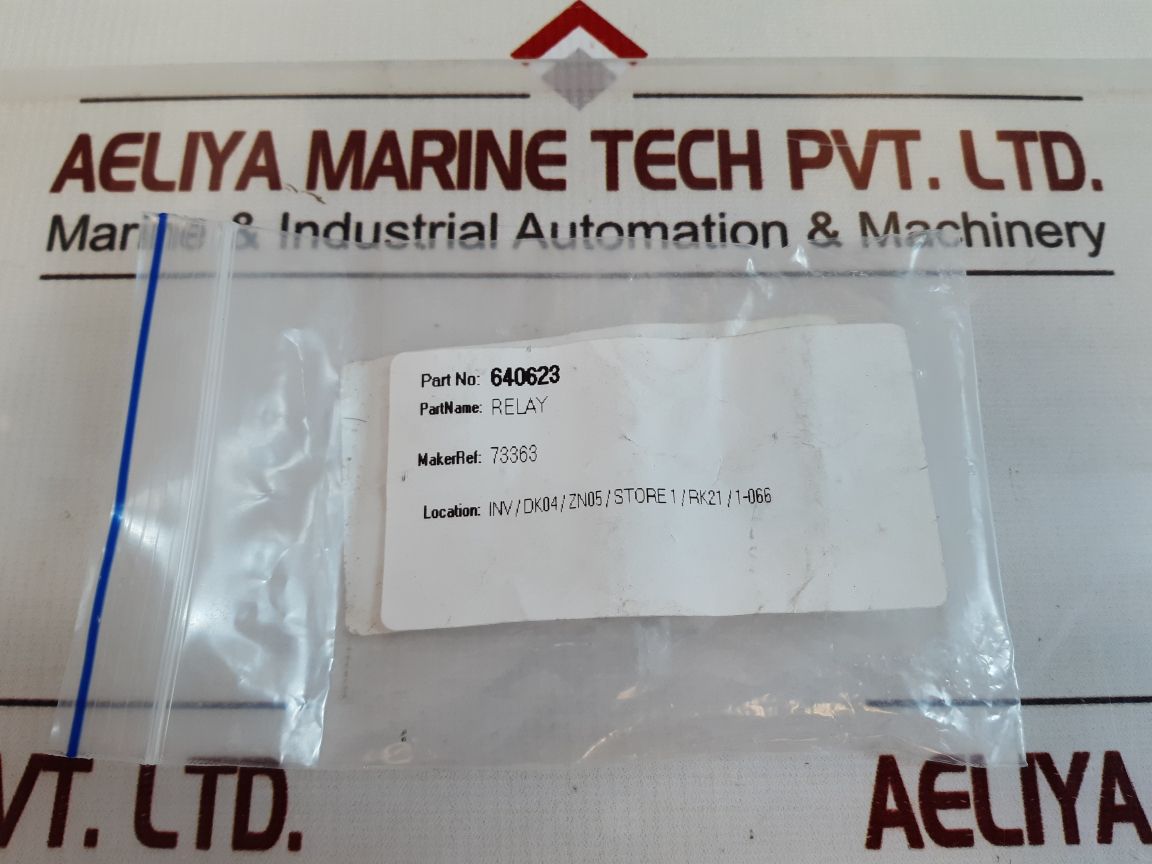 AELIYA MARINE TECH PVT. LTD.
Marine & Industrial Automation & Machinery
Part No: 640623
PartName: RELAY
MakerRef: 73363
Location: INV / DK04 / ZN05 / STORE 1 / RK21 / 1-066
VT. LTD.
AELIYA